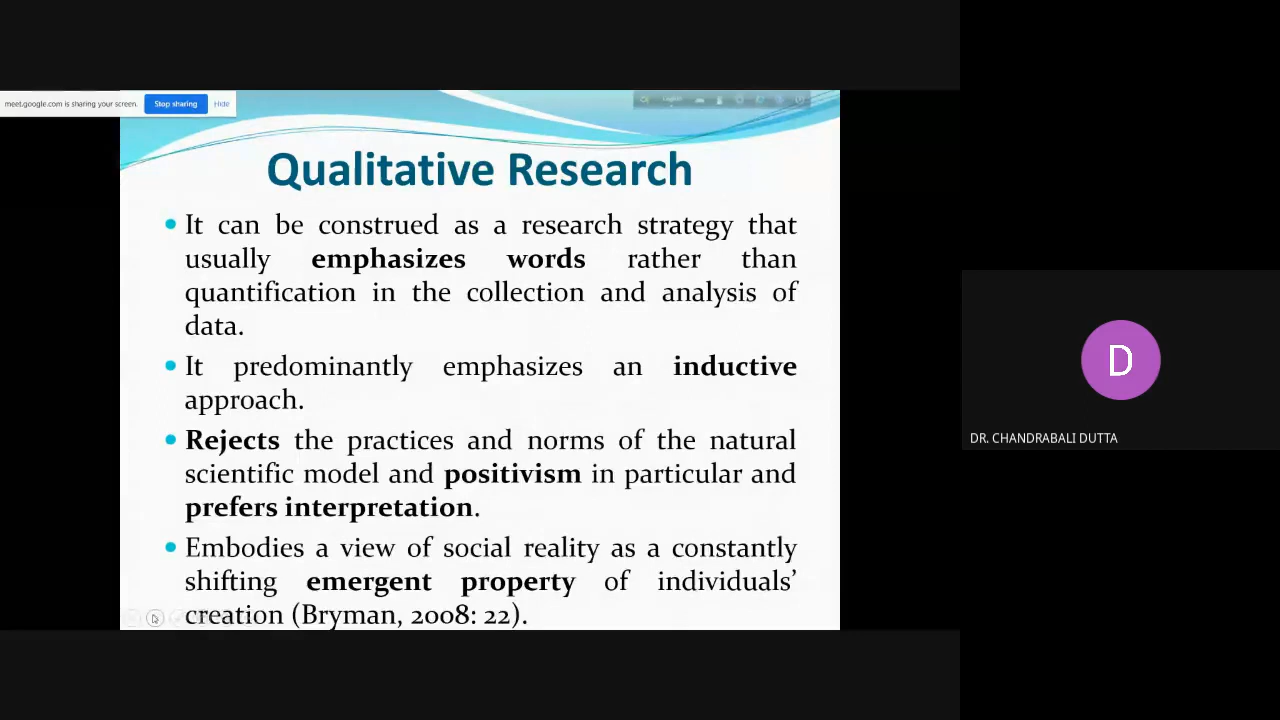 meet.google.com is sharing your screen.
Stop sharing
Hide
Qualitative Research
• It can be construed as a research strategy that
usually emphasizes words rather than
quantification in the collection and analysis of
data.
• It predominantly emphasizes an inductive
approach.
• Rejects the practices and norms of the natural
scientific model and positivism in particular and
prefers interpretation.
• Embodies a view of social reality as a constantly
shifting emergent property of individuals’
creation (Bryman, 2008: 22).
D
DR. CHANDRABALI DUTTA